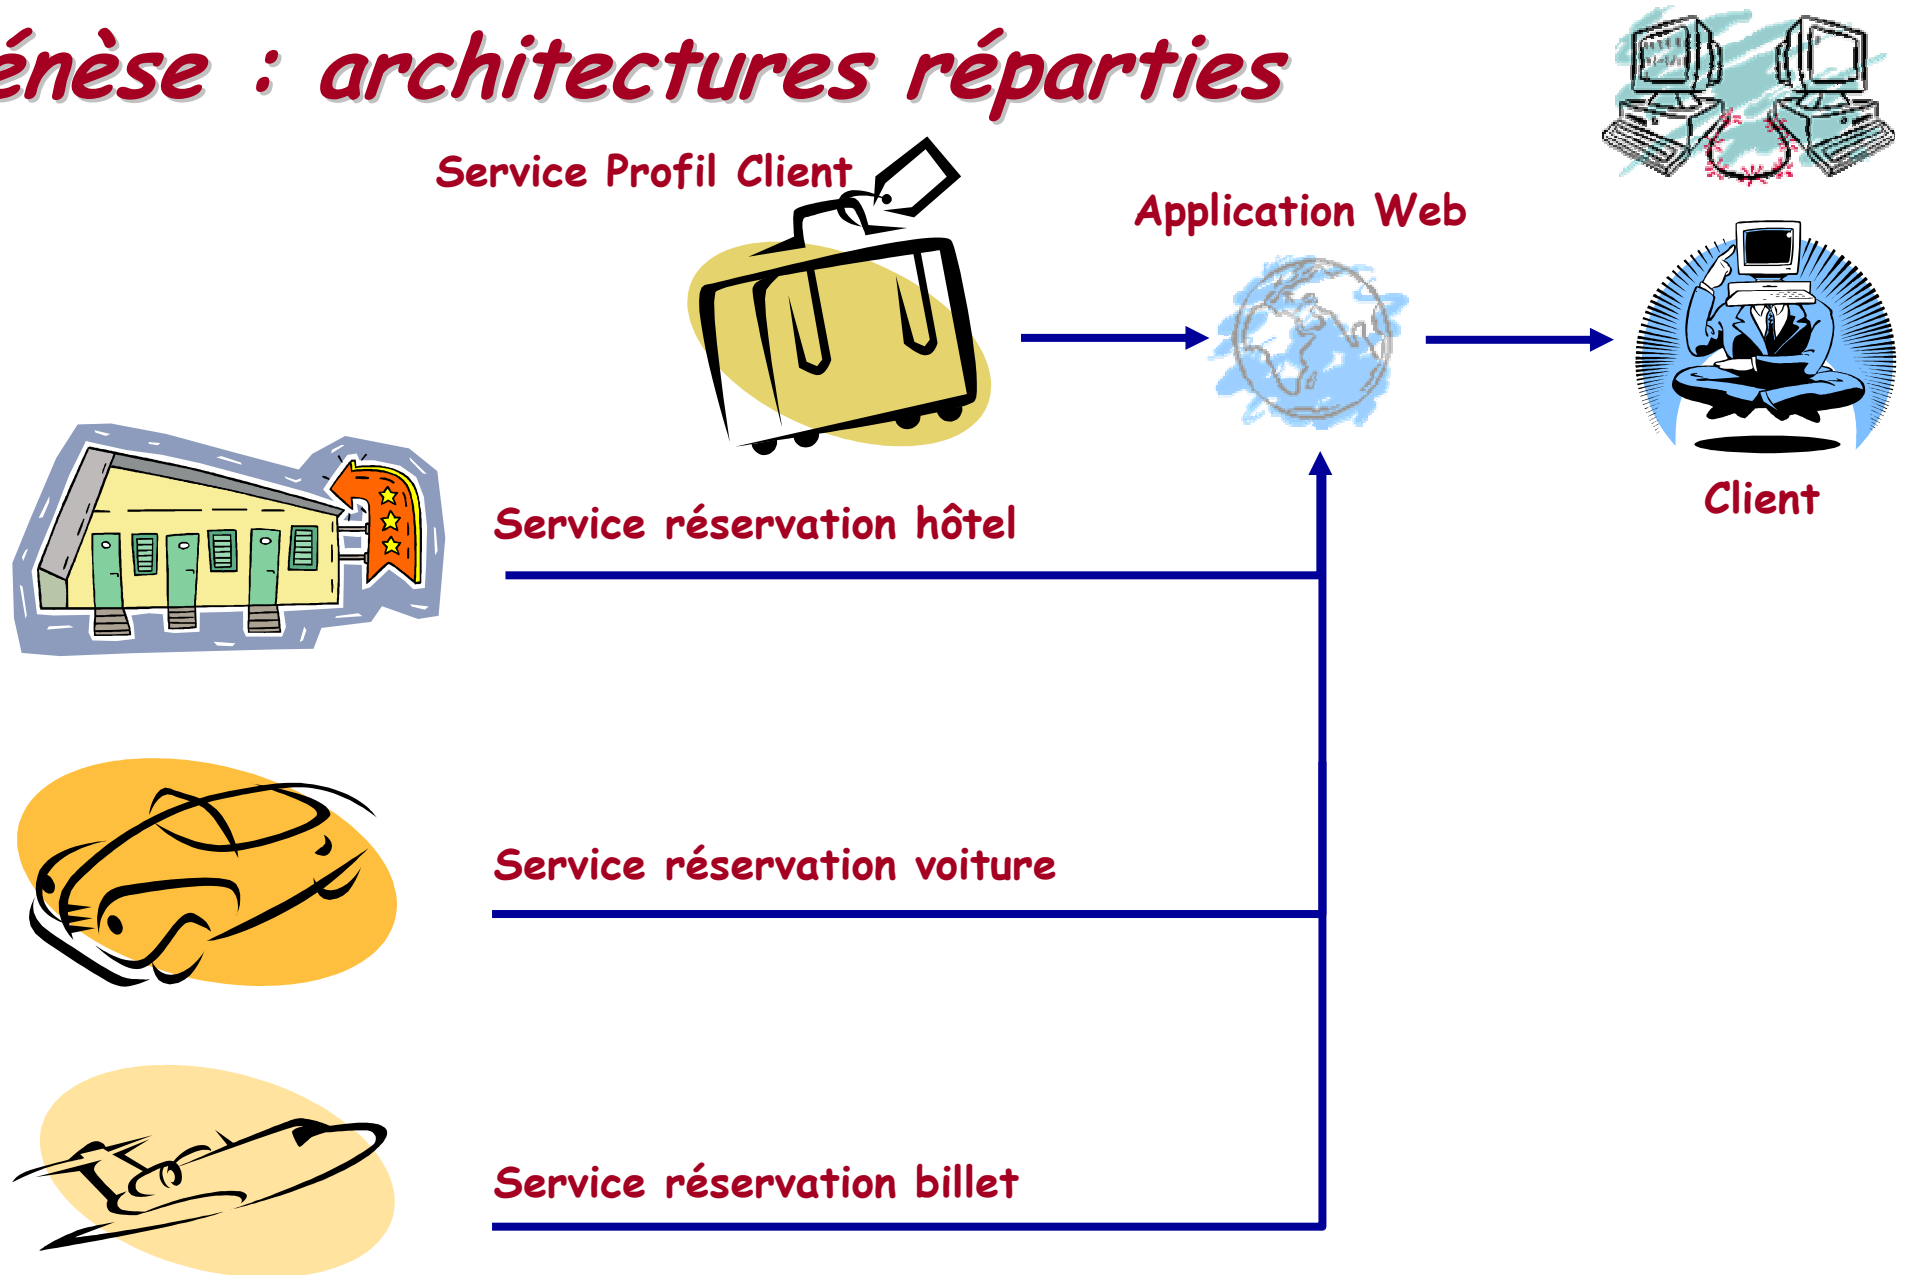 énèse : architectures réparties
Service Profil Client
Application Web
Client
Service réservation hôtel
Service réservation voiture
Service réservation billet